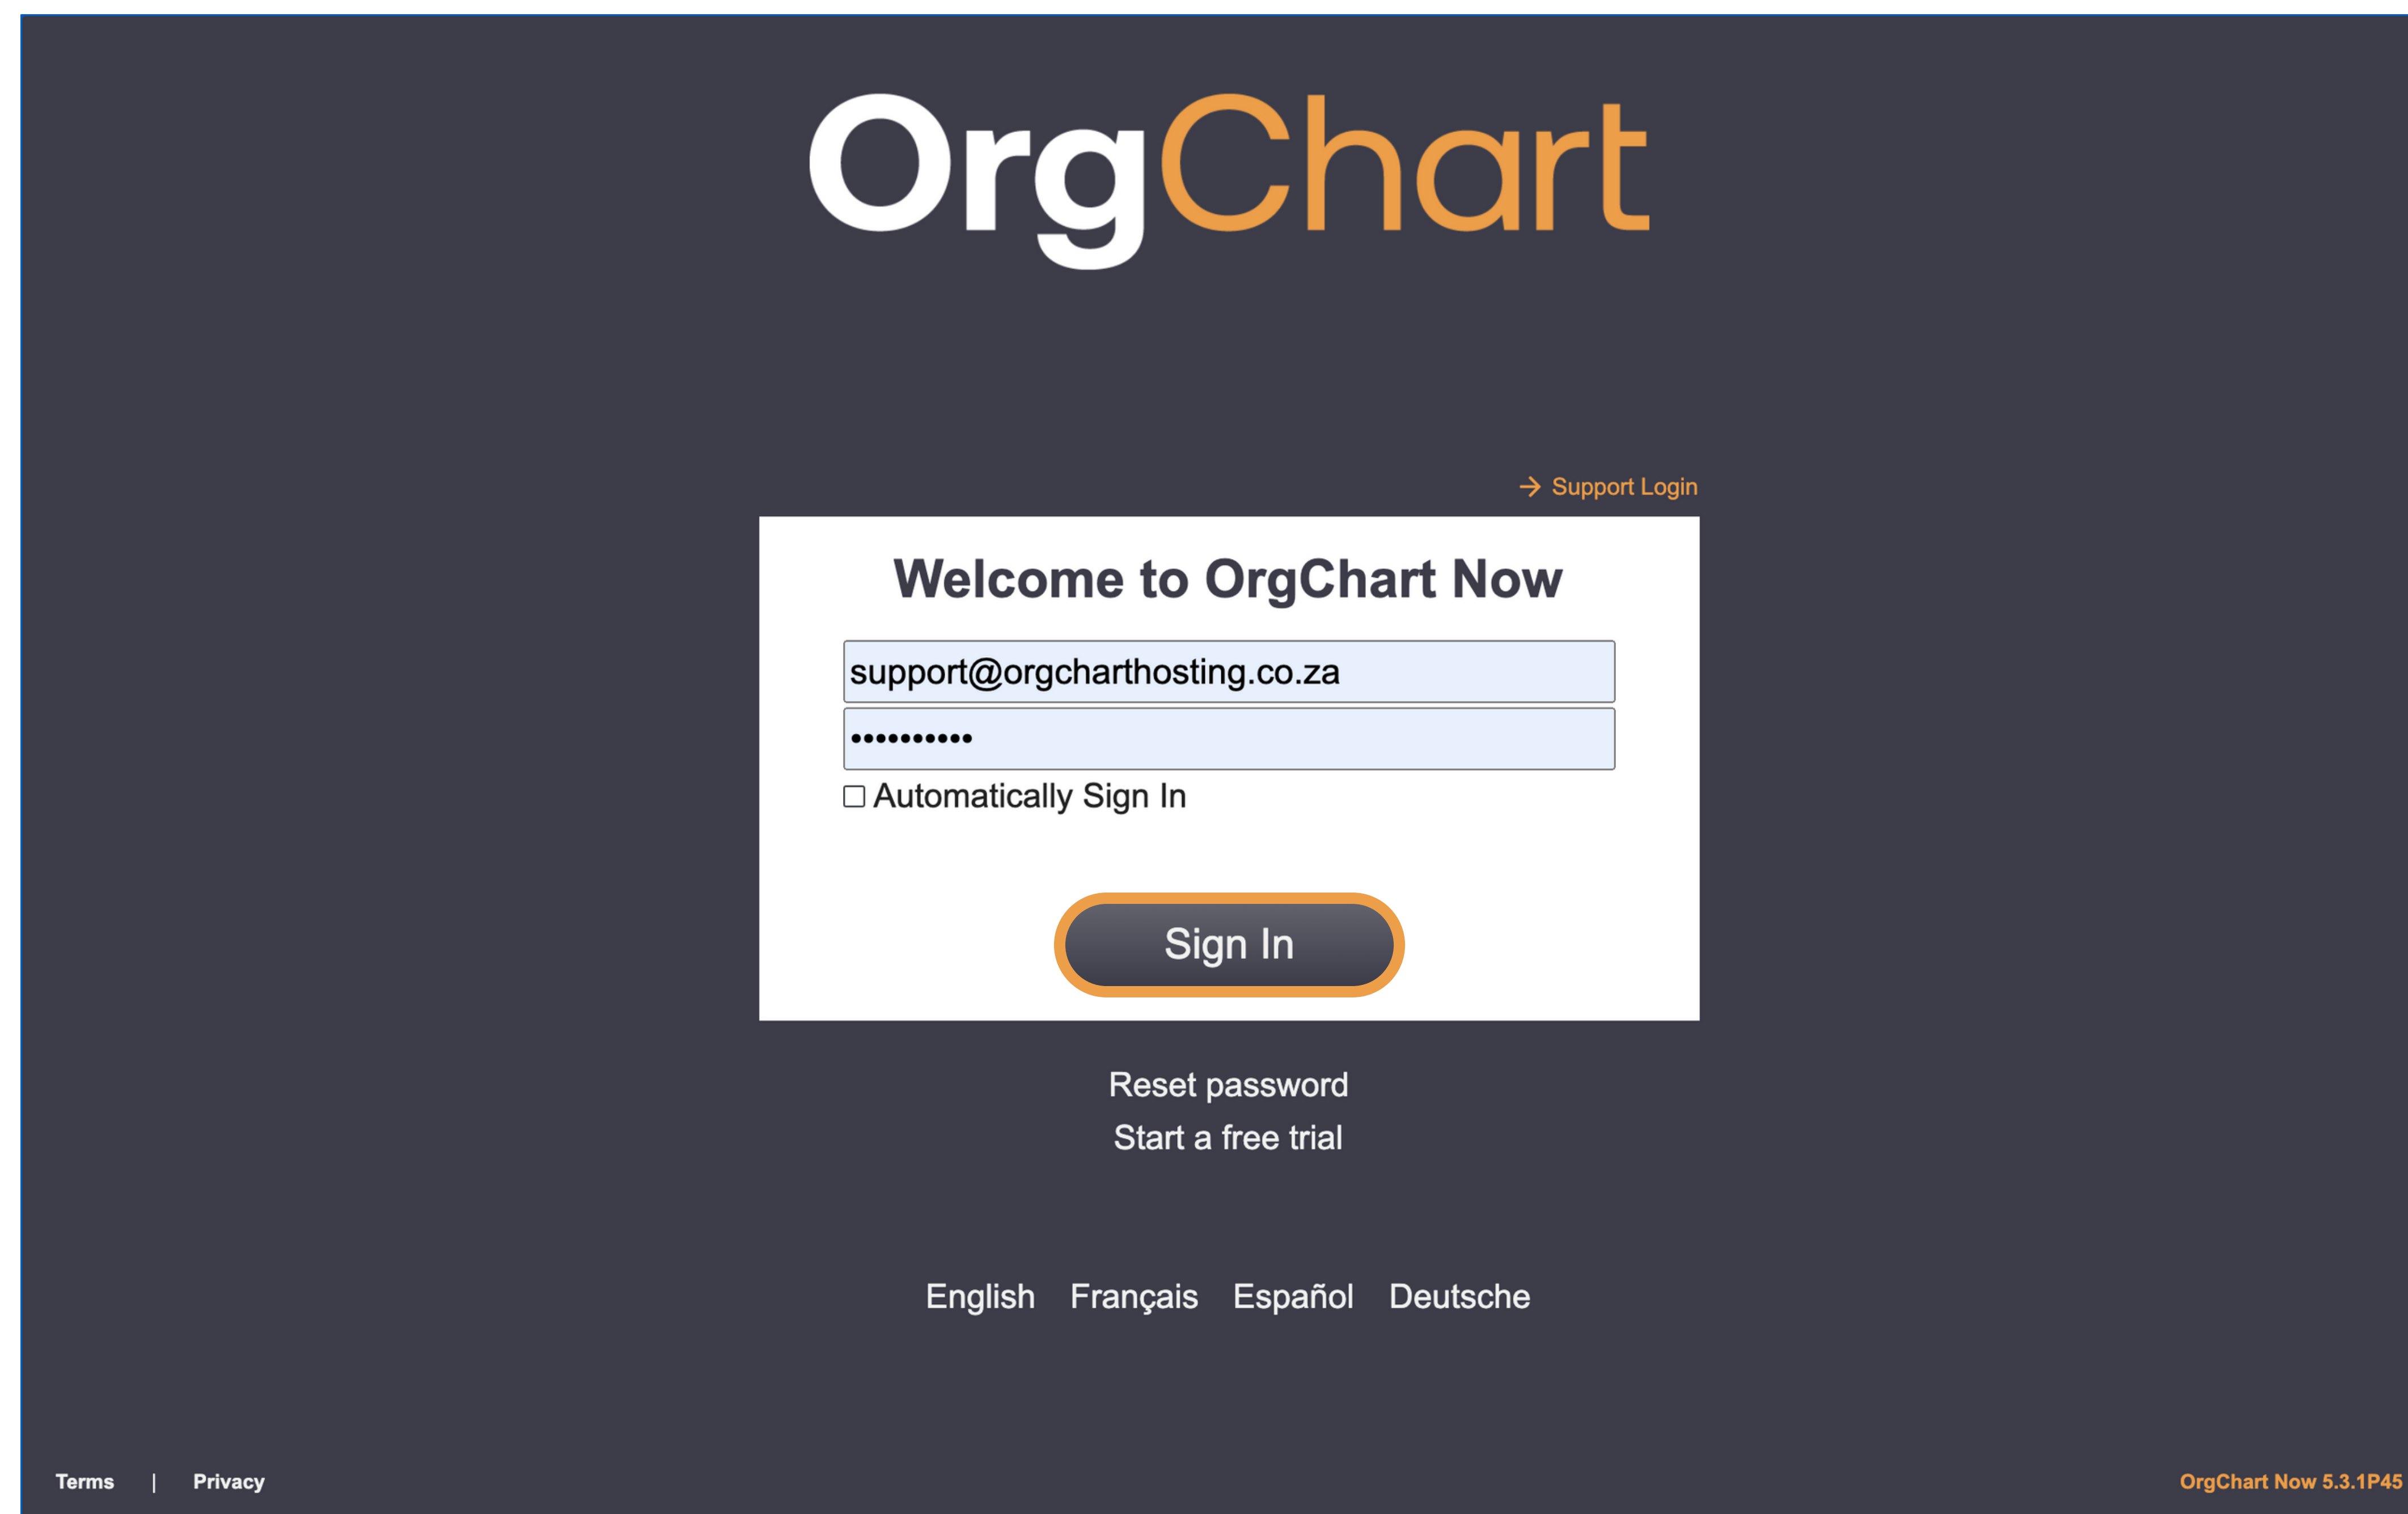 OrgChart
Support Login
Welcome to OrgChart Now
support@orgcharthosting.co.za
••••••••••
Automatically Sign In
Sign In
Reset password
Start a free trial
English Français Español Deutsche
Terms | Privacy
OrgChart Now 5.3.1P45